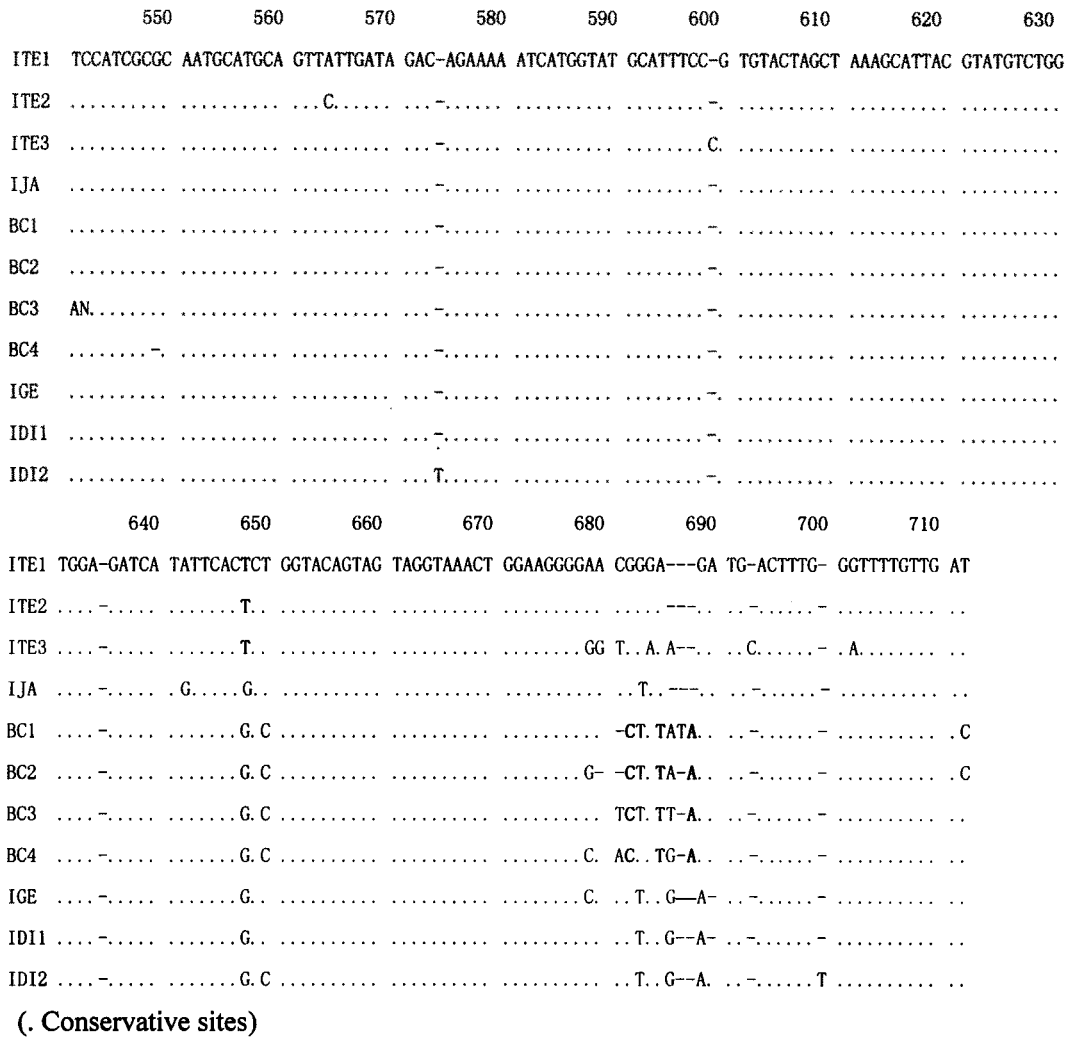 550 560 570 580 590 600 610 620 630
ITE1 TCCATCGCGC AATGCATGCA GTTATTGATA GAC-AGAAAA ATCATGGTAT GCATTTCC-G TGTACTAGCT AAAGCATTAC GTATGTCTGG
ITE2 .......... .......... ...C...... ...-...... .......... ........-. .......... .......... ..........
ITE3 .......... .......... .......... ...-...... .......... ........C. .......... .......... ..........
IJA .......... .......... .......... ...-...... .......... ........-. .......... .......... ..........
BC1 .......... .......... .......... ...-...... .......... ........-. .......... .......... ..........
BC2 .......... .......... .......... ...-...... .......... ........-. .......... .......... ..........
BC3 AN........ .......... .......... ...-...... .......... ........-. .......... .......... ..........
BC4 ........-. .......... .......... ...-...... .......... ........-. .......... .......... ..........
IGE .......... .......... .......... ...-...... .......... ........-. .......... .......... ..........
IDI1 .......... .......... .......... ...-...... .......... ........-. .......... .......... ..........
IDI2 .......... .......... .......... ...T...... .......... ........-. .......... .......... ..........
640 650 660 670 680 690 700 710
ITE1 TGGA-GATCA TATTCACTCT GGTACAGTAG TAGGTAAACT GGAAGGGGAA CGGGA---GA TG-ACTTTG- GGTTTTGTTG AT
ITE2 ....-..... .......T.. .......... .......... .......... .....---.. ..-......- .......... ..
ITE3 ....-..... .......T.. .......... .......... ........GG T..A.A--.. ..C......- .A........ ..
IJA ....-..... .G.....G.. .......... .......... .......... ..T..---.. ..-......- .......... ..
BC1 ....-..... .......G.C .......... .......... .......... -CT.TATA.. ..-......- .......... .C
BC2 ....-..... .......G.C .......... .......... ........G- -CT.TA-A.. ..-......- .......... .C
BC3 ....-..... .......G.C .......... .......... .......... TCT.TT-A.. ..-......- .......... ..
BC4 ....-..... .......G.C .......... .......... ........C. AC..TG-A.. ..-......- .......... ..
IGE ....-..... .......G.. .......... .......... ........C. ..T..G—A- ..-......- .......... ..
IDI1 ....-..... .......G.. .......... .......... .......... ..T..G--A- ..-......- .......... ..
IDI2 ....-..... .......G.C .......... .......... .......... ..T..G--A. ..-......T .......... ..
(. Conservative sites)